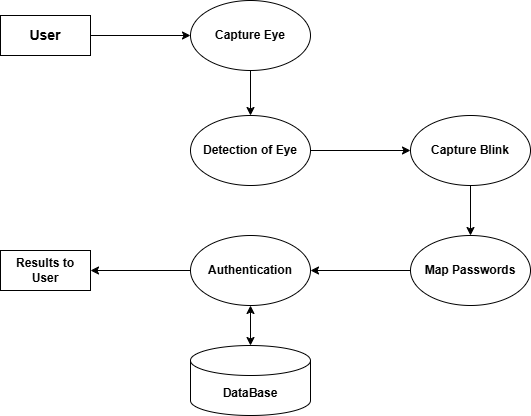 User
Capture Eye
Detection of Eye
Capture Blink
Results to
User
Authentication
Map Passwords
DataBase